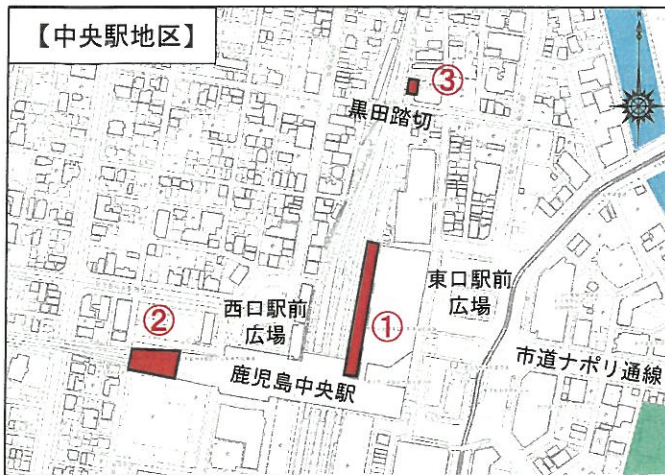 【中央駅地区】
③
黒田踏切
東口駅前
広場
西口駅前
広場
②
①
市道ナポリ通線
鹿児島中央駅